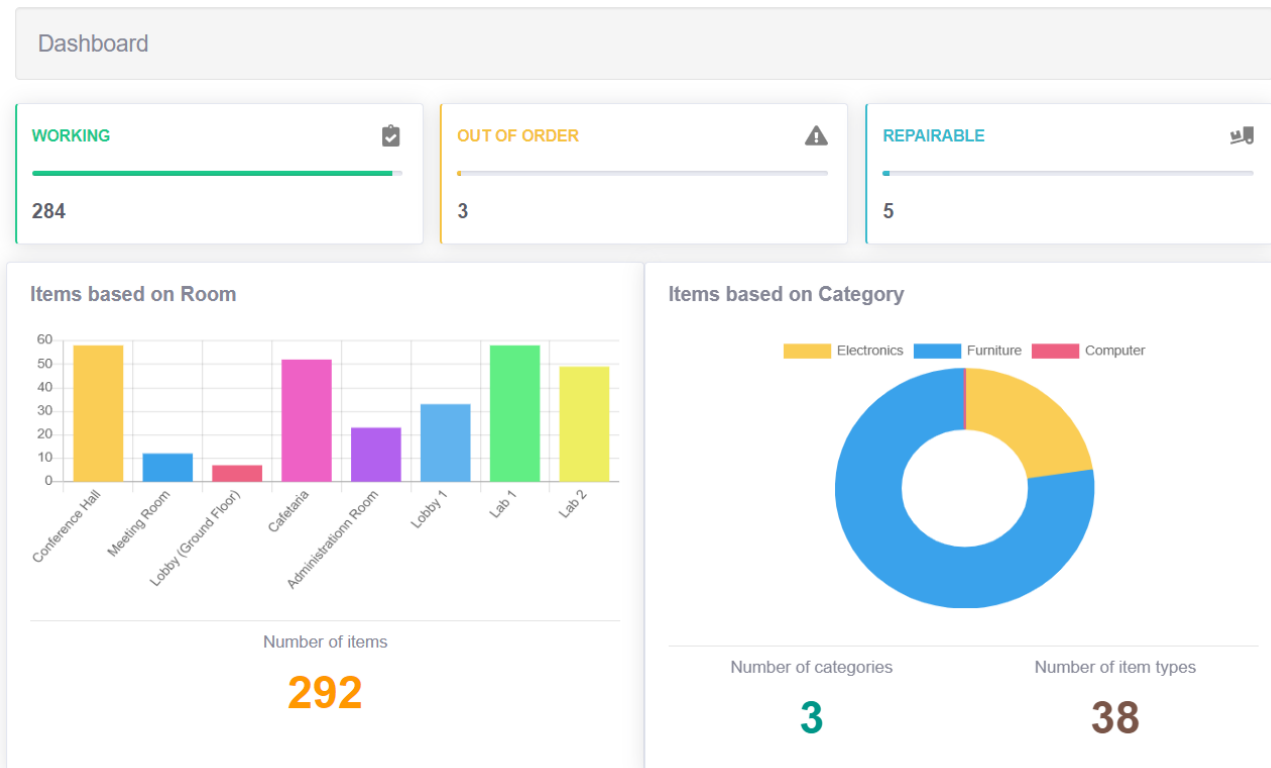 Dashboard
WORKING
OUT OF ORDER
REPAIRABLE
284
3
5
Items based on Room
60
50
40
30
20
10
0
Conference Hall
Meeting Room
Lobby (Ground Floor)
Cafetaria
Administrationn Room
Lobby 1
Lab 1
Lab 2
Number of items
292
Items based on Category
Electronics Furniture Computer
Number of categories
3
Number of item types
38